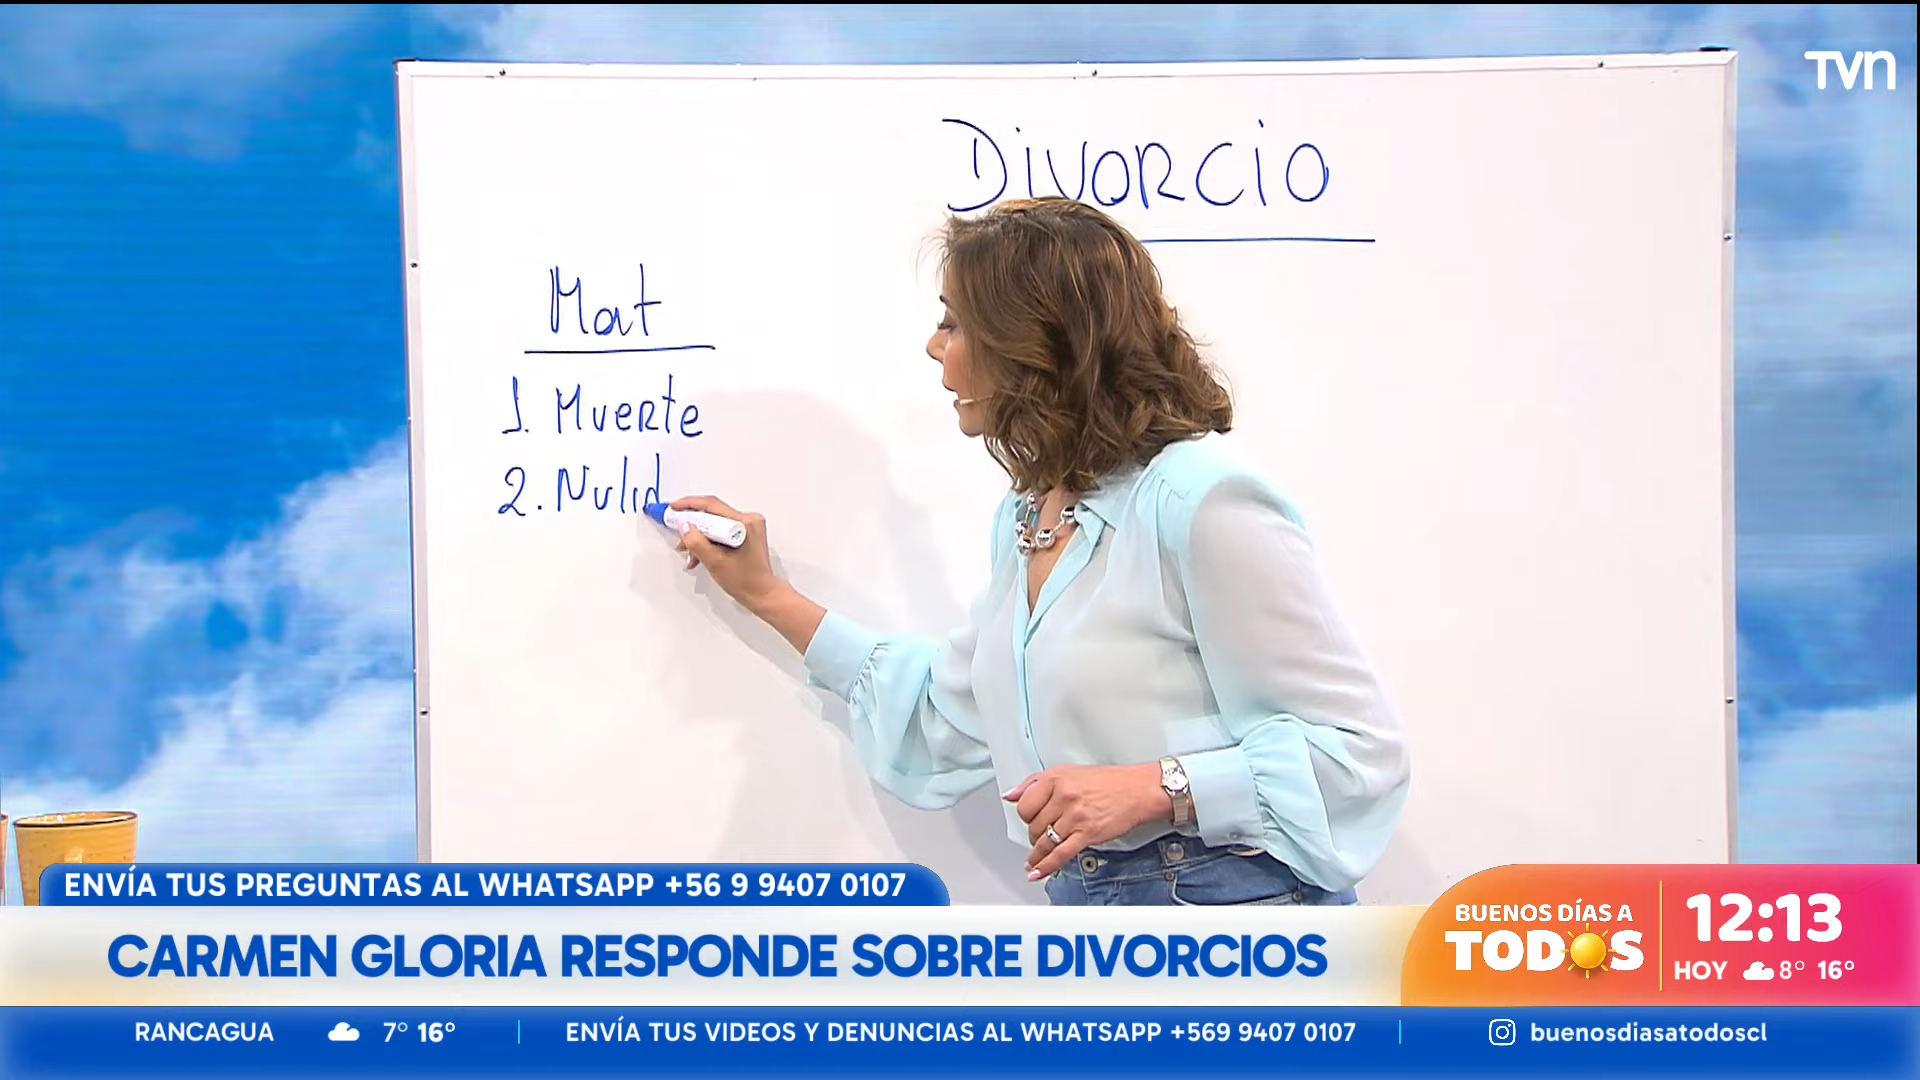 TVN
Divorcio
Mat
1. Muerte
2. Nulid
ENVÍA TUS PREGUNTAS AL WHATSAPP +56 9 9407 0107
CARMEN GLORIA RESPONDE SOBRE DIVORCIOS
BUENOS DÍAS A
TODOS
12:13
HOY 8° 16°
RANCAGUA 7° 16° ENVÍA TUS VIDEOS Y DENUNCIAS AL WHATSAPP +569 9407 0107 buenosdiasatodoscl